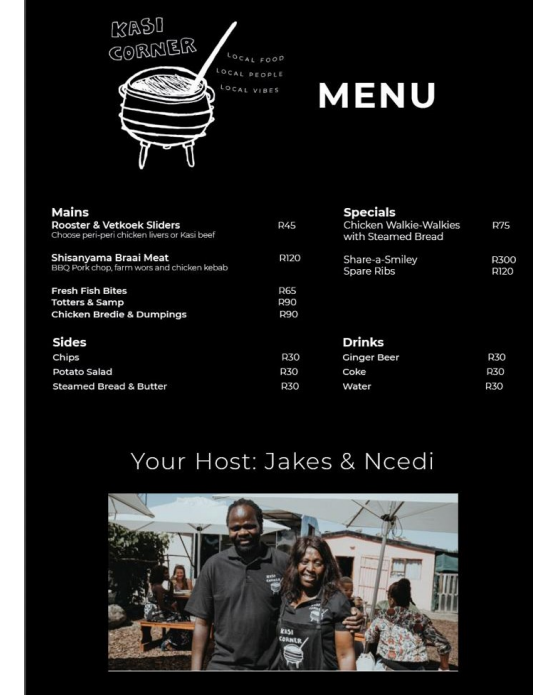 KASI
CORNER
LOCAL FOOD
LOCAL PEOPLE
LOCAL VIBES
MENU
Mains
Rooster & Vetkoek Sliders R45
Choose peri-peri chicken livers or Kasi beef
Shisanyama Braai Meat R120
BBQ Pork chop, farm wors and chicken kebab
Fresh Fish Bites R65
Totters & Samp R90
Chicken Bredie & Dumpings R90
Specials
Chicken Walkie-Walkies R75
with Steamed Bread
Share-a-Smiley R300
Spare Ribs R120
Sides
Chips R30
Potato Salad R30
Steamed Bread & Butter R30
Drinks
Ginger Beer R30
Coke R30
Water R30
Your Host: Jakes & Ncedi
KASI
CORNER
KASI
CORNER